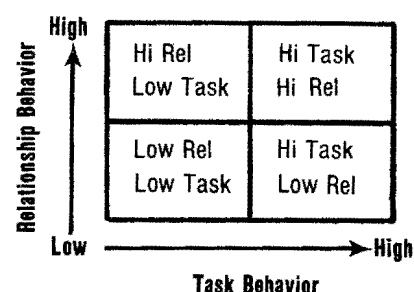 High
Hi Rel
Low Task
Hi Task
Hi Rel
Relationship Behavior
Low Rel
Low Task
Hi Task
Low Rel
Low
High
Task Behavior